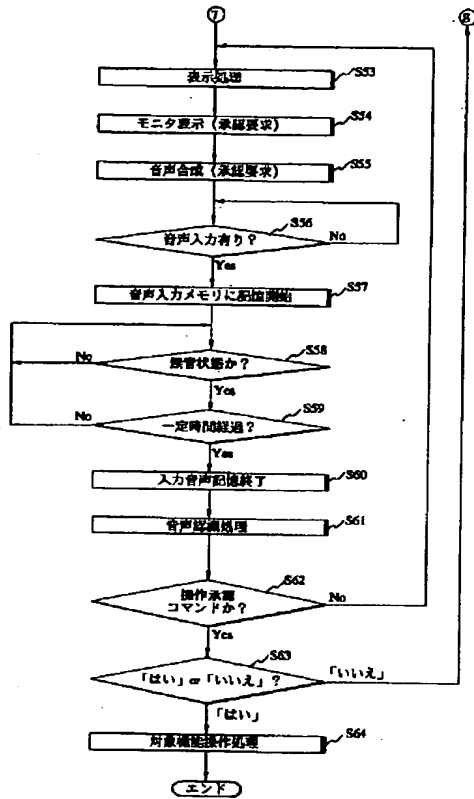 7
8
表示処理
S53
モニタ表示（承認要求）
S54
音声合成（承認要求）
S55
S56
音声入力有り？
No
Yes
音声入力メモリに記憶開始
S57
S58
無音状態か？
No
Yes
S59
一定時間経過？
No
Yes
入力音声記憶終了
S60
音声認識処理
S61
S62
操作承認
コマンドか？
No
Yes
S63
「はい」or「いいえ」？
「いいえ」
「はい」
対象機能操作処理
S64
エンド